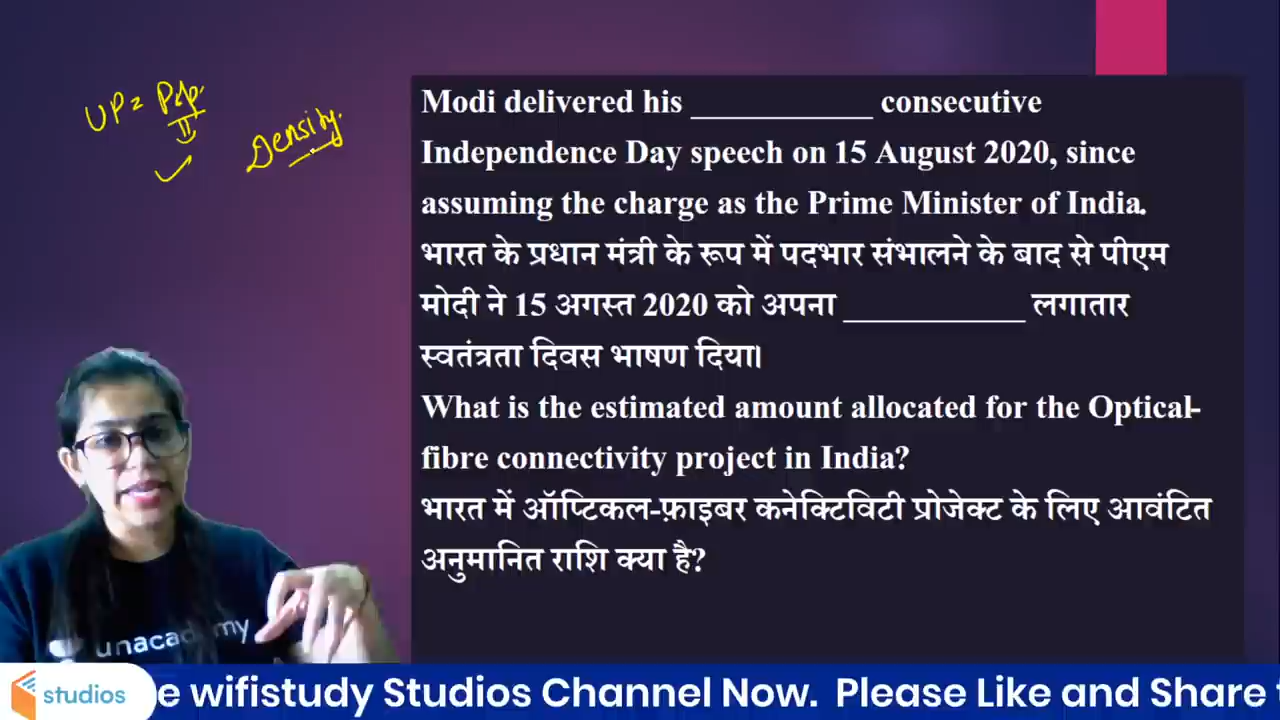 UP = Pop.
II
Density.
Modi delivered his ____________ consecutive
Independence Day speech on 15 August 2020, since
assuming the charge as the Prime Minister of India.
भारत के प्रधान मंत्री के रूप में पदभार संभालने के बाद से पीएम
मोदी ने 15 अगस्त 2020 को अपना ____________ लगातार
स्वतंत्रता दिवस भाषण दिया।
What is the estimated amount allocated for the Optical-
fibre connectivity project in India?
भारत में ऑप्टिकल-फ़ाइबर कनेक्टिविटी प्रोजेक्ट के लिए आवंटित
अनुमानित राशि क्या है?
unacademy
studios
e wifistudy Studios Channel Now. Please Like and Share